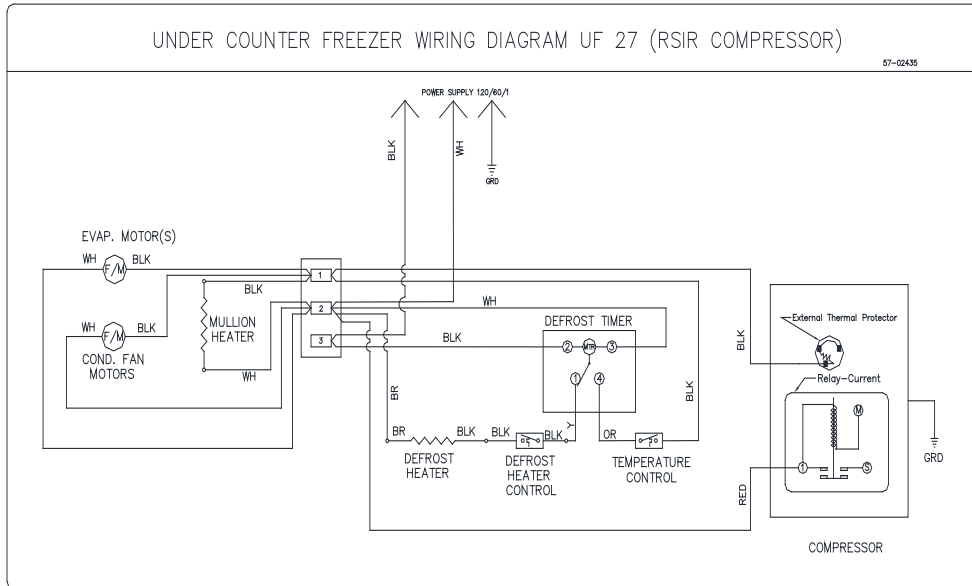 UNDER COUNTER FREEZER WIRING DIAGRAM UF 27 (RSIR COMPRESSOR)
57-02435
POWER SUPPLY 120/60/1
BLK
WH
GRD
EVAP. MOTOR(S)
WH
F/M
BLK
1
BLK
WH
MULLION
HEATER
2
WH
F/M
BLK
COND. FAN
MOTORS
WH
3
BLK
DEFROST TIMER
2
MTR
3
1
4
BLK
BLK
External Thermal Protector
Relay-Current
M
1
S
GRD
BR
BR
BLK
BLK
BLK
Y
OR
DEFROST
HEATER
DEFROST
HEATER
CONTROL
TEMPERATURE
CONTROL
RED
COMPRESSOR